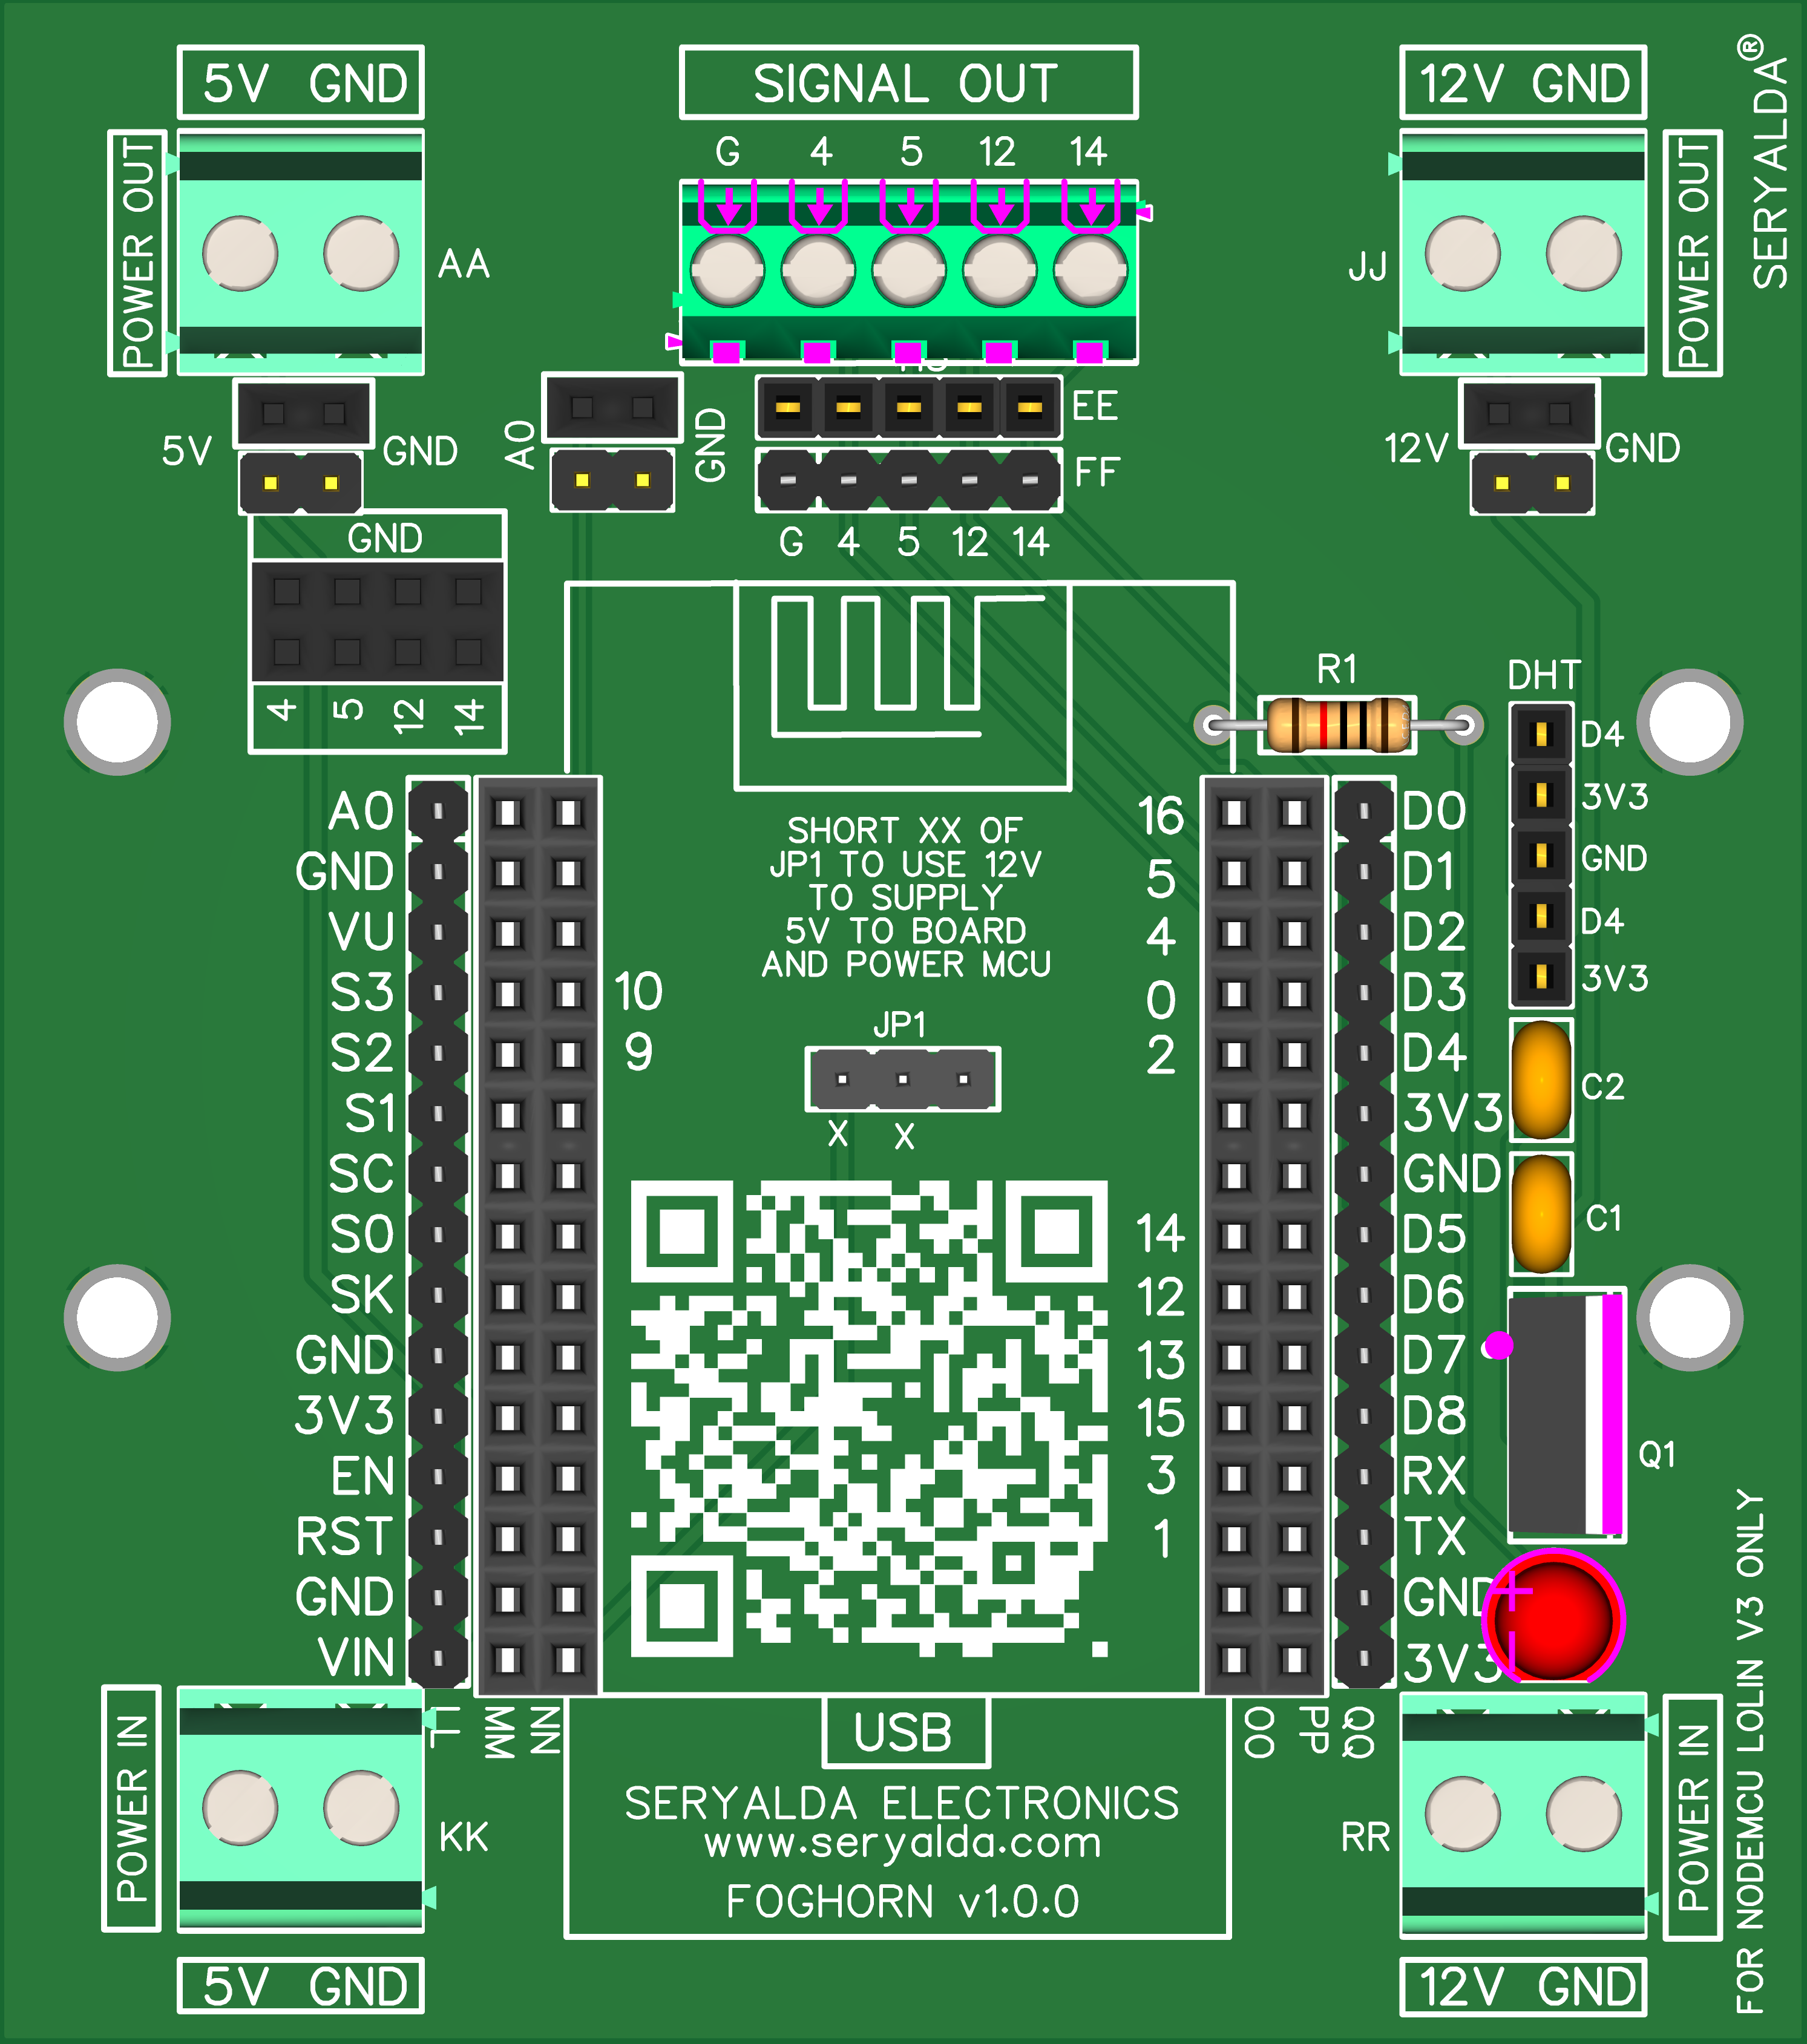 5V GND
SIGNAL OUT
12V GND
SERYALDA®
POWER OUT
AA
G 4 5 12 14
JJ
POWER OUT
5V GND
A0 GND
EE
FF
12V GND
G 4 5 12 14
GND
4 5 12 14
R1
DHT
D4
3V3
GND
D4
3V3
A0
GND
VU
S3
S2
S1
SC
S0
SK
GND
3V3
EN
RST
GND
VIN
10
9
SHORT XX OF
JP1 TO USE 12V
TO SUPPLY
5V TO BOARD
AND POWER MCU
JP1
X X
16
5
4
0
2
14
12
13
15
3
1
D0
D1
D2
D3
D4
3V3
GND
D5
D6
D7
D8
RX
TX
GND
3V3
C2
C1
Q1
MM NN
OO PP QQ
USB
POWER IN
KK
SERYALDA ELECTRONICS
www.seryalda.com
FOGHORN v1.0.0
RR
POWER IN
FOR NODEMCU LOLIN V3 ONLY
5V GND
12V GND